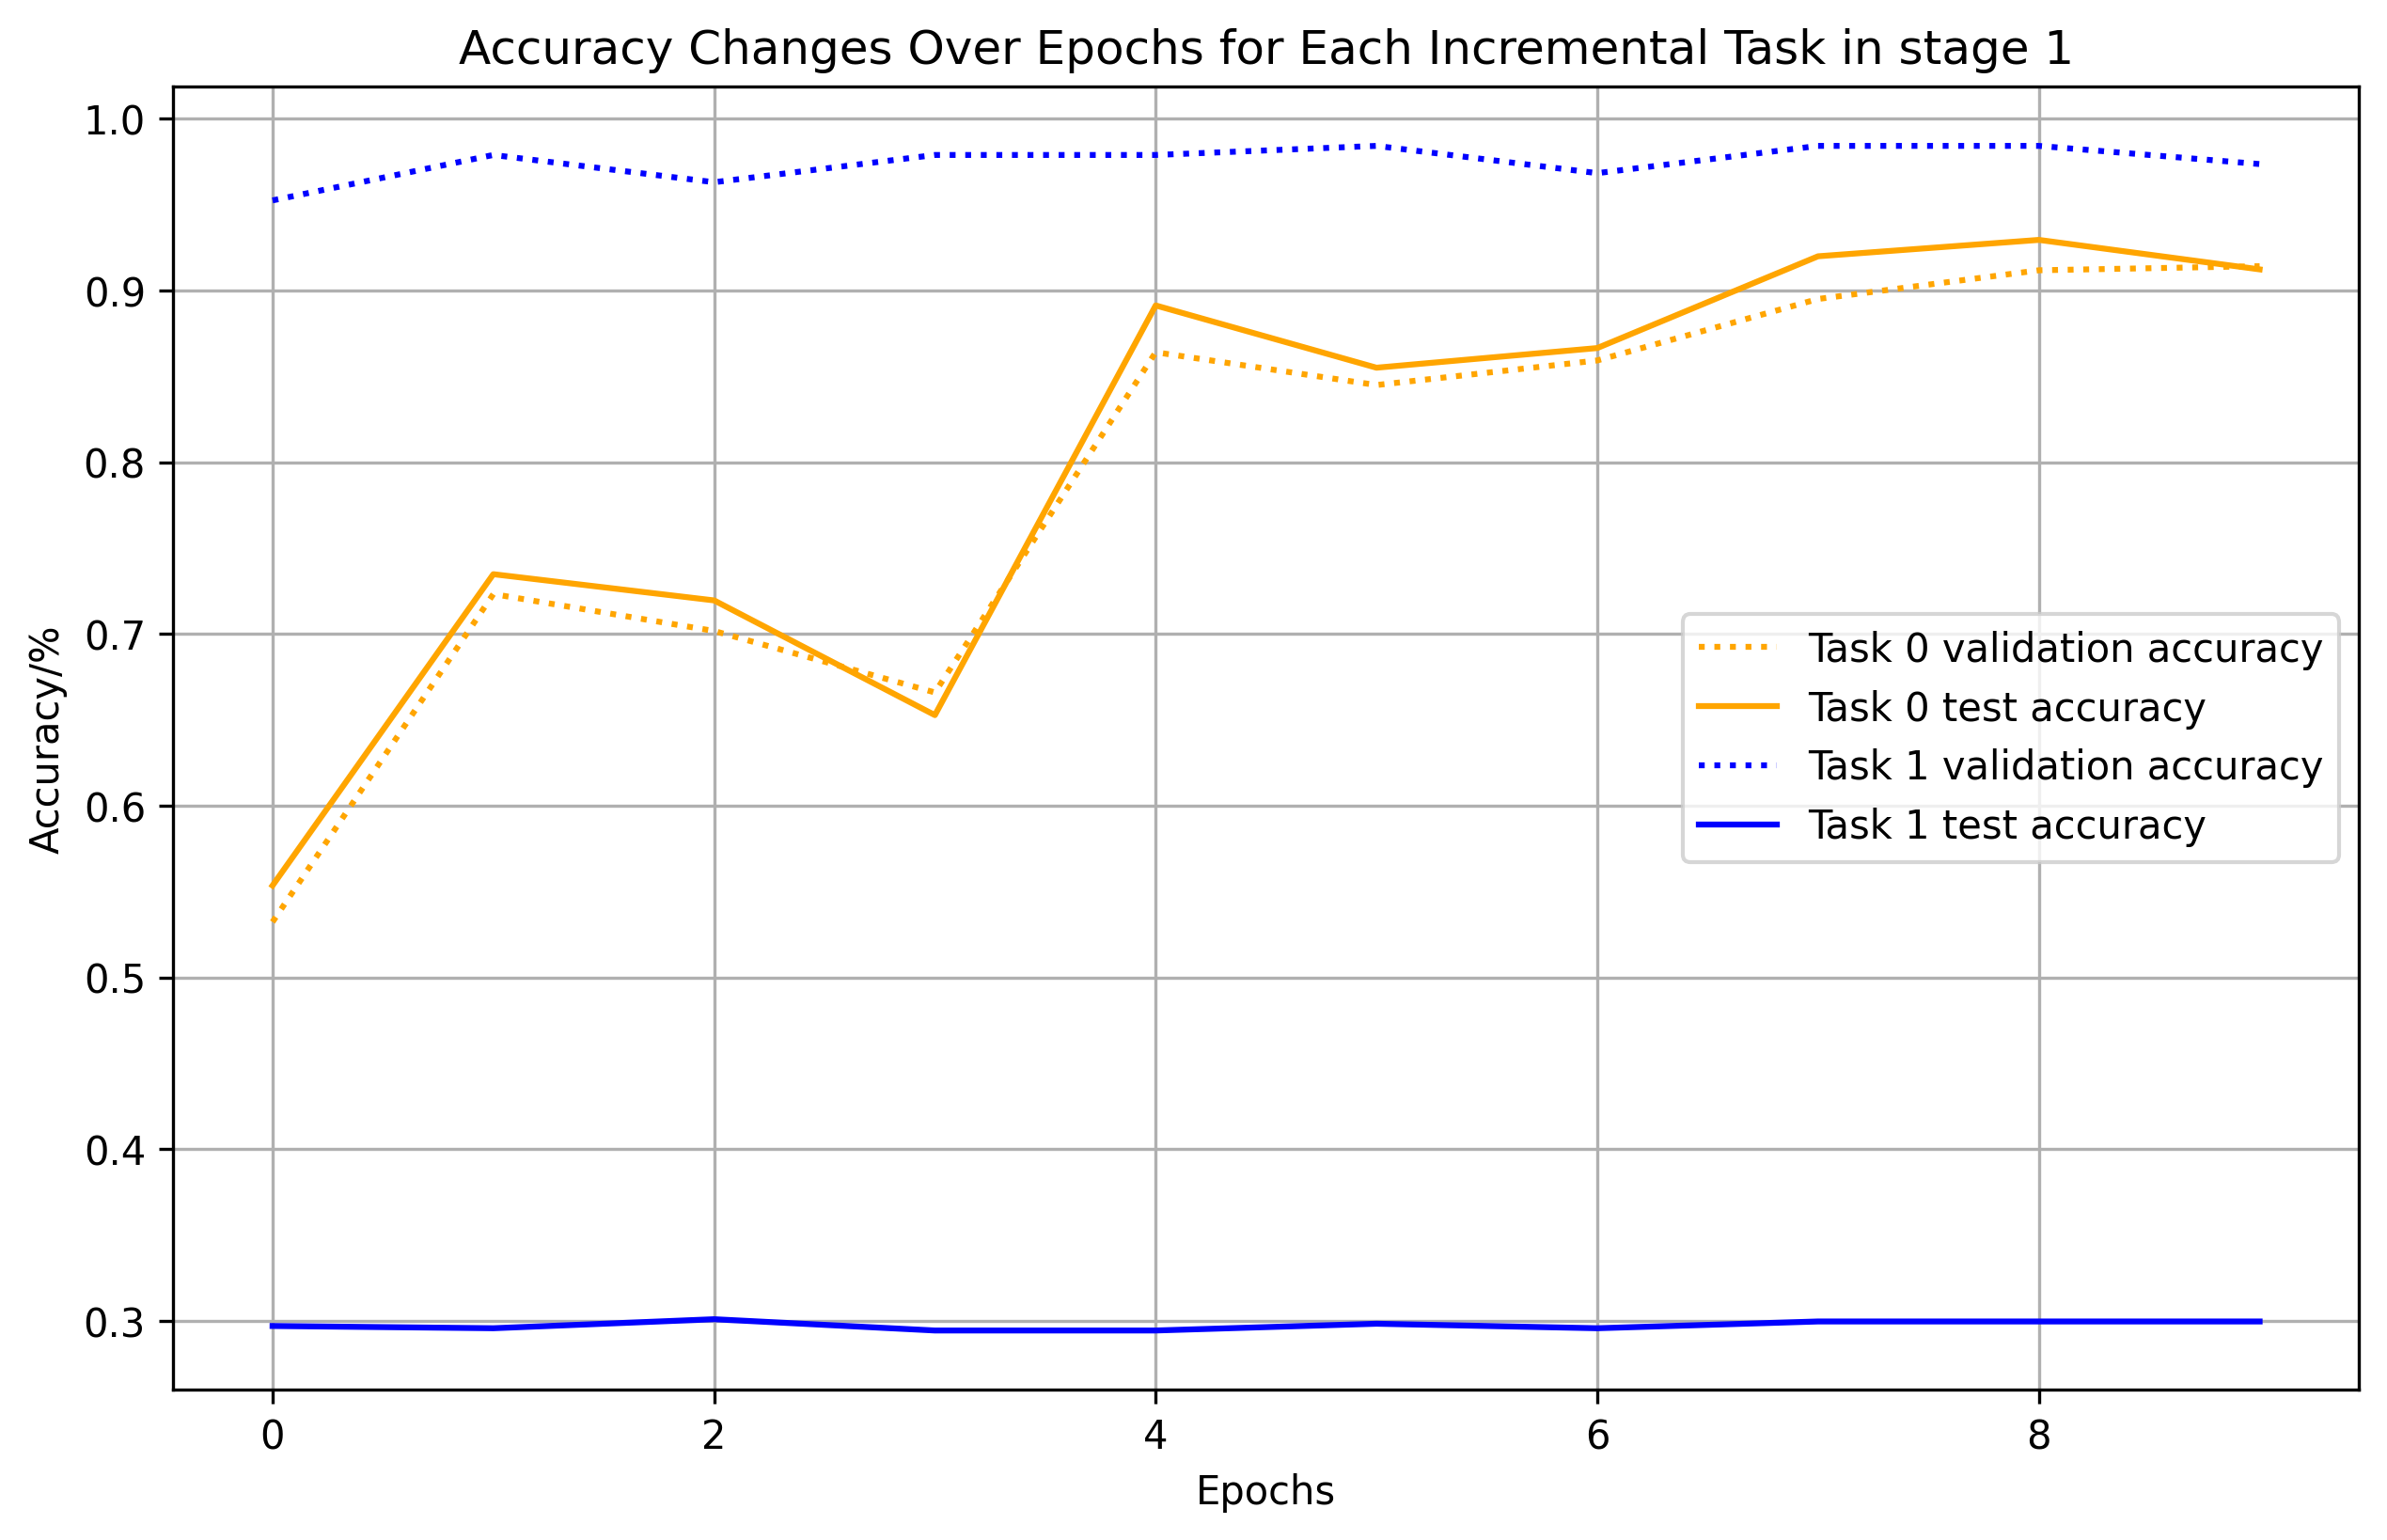 Accuracy Changes Over Epochs for Each Incremental Task in stage 1
Accuracy/%
1.0
0.9
0.8
0.7
0.6
0.5
0.4
0.3
Task 0 validation accuracy
Task 0 test accuracy
Task 1 validation accuracy
Task 1 test accuracy
0 2 4 6 8
Epochs